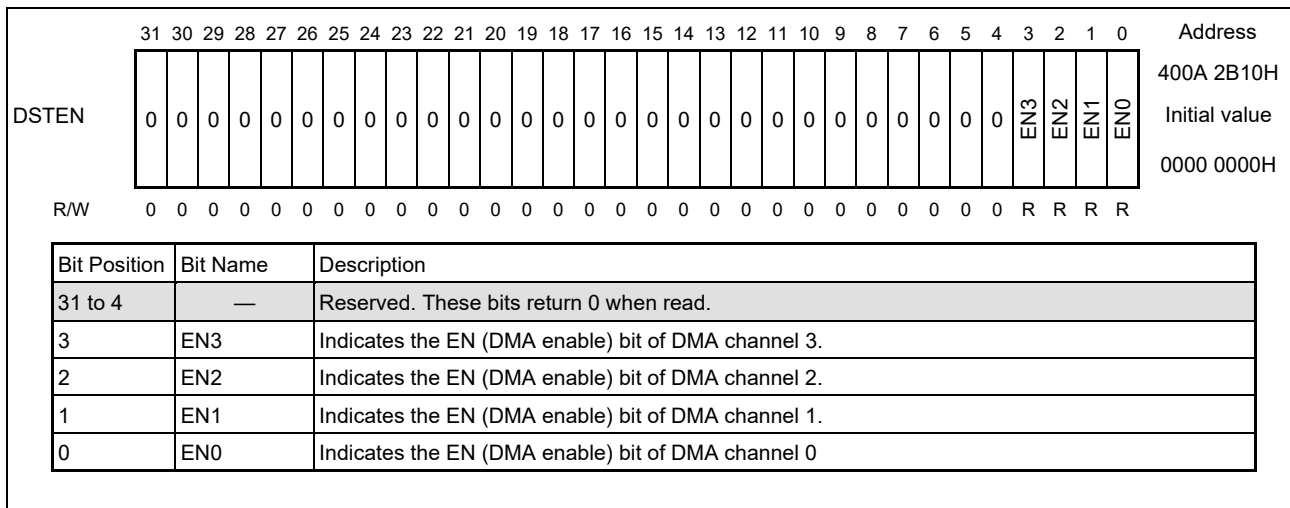 31 30 29 28 27 26 25 24 23 22 21 20 19 18 17 16 15 14 13 12 11 10 9 8 7 6 5 4 3 2 1 0 Address
400A 2B10H
DSTEN 0 0 0 0 0 0 0 0 0 0 0 0 0 0 0 0 0 0 0 0 0 0 0 0 0 0 0 0 EN3 EN2 EN1 EN0 Initial value
0000 0000H
R/W 0 0 0 0 0 0 0 0 0 0 0 0 0 0 0 0 0 0 0 0 0 0 0 0 0 0 0 0 R R R R
Bit Position Bit Name Description
31 to 4 — Reserved. These bits return 0 when read.
3 EN3 Indicates the EN (DMA enable) bit of DMA channel 3.
2 EN2 Indicates the EN (DMA enable) bit of DMA channel 2.
1 EN1 Indicates the EN (DMA enable) bit of DMA channel 1.
0 EN0 Indicates the EN (DMA enable) bit of DMA channel 0